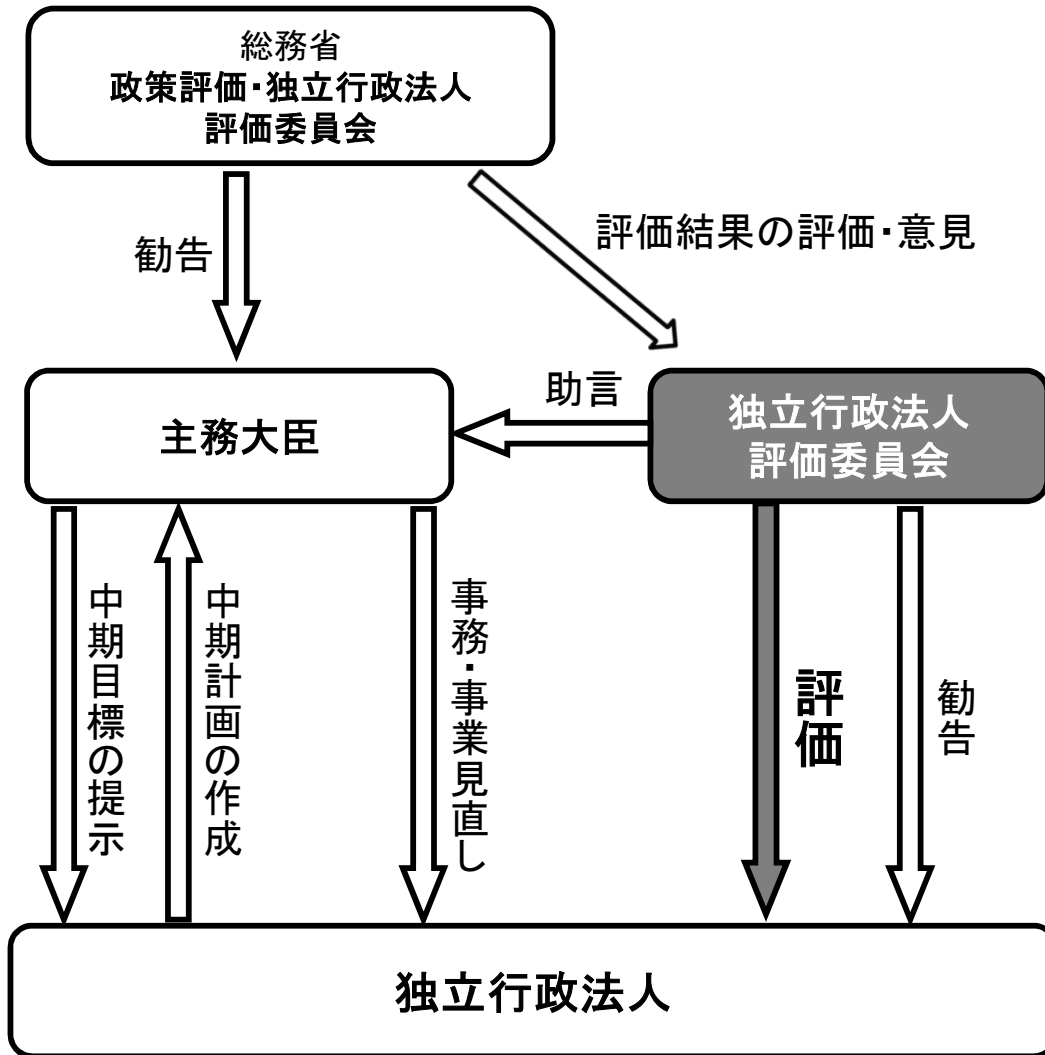 総務省
政策評価・独立行政法人
評価委員会
勧告
評価結果の評価・意見
主務大臣
助言
独立行政法人
評価委員会
中期目標の提示
中期計画の作成
事務・事業見直し
評価
勧告
独立行政法人